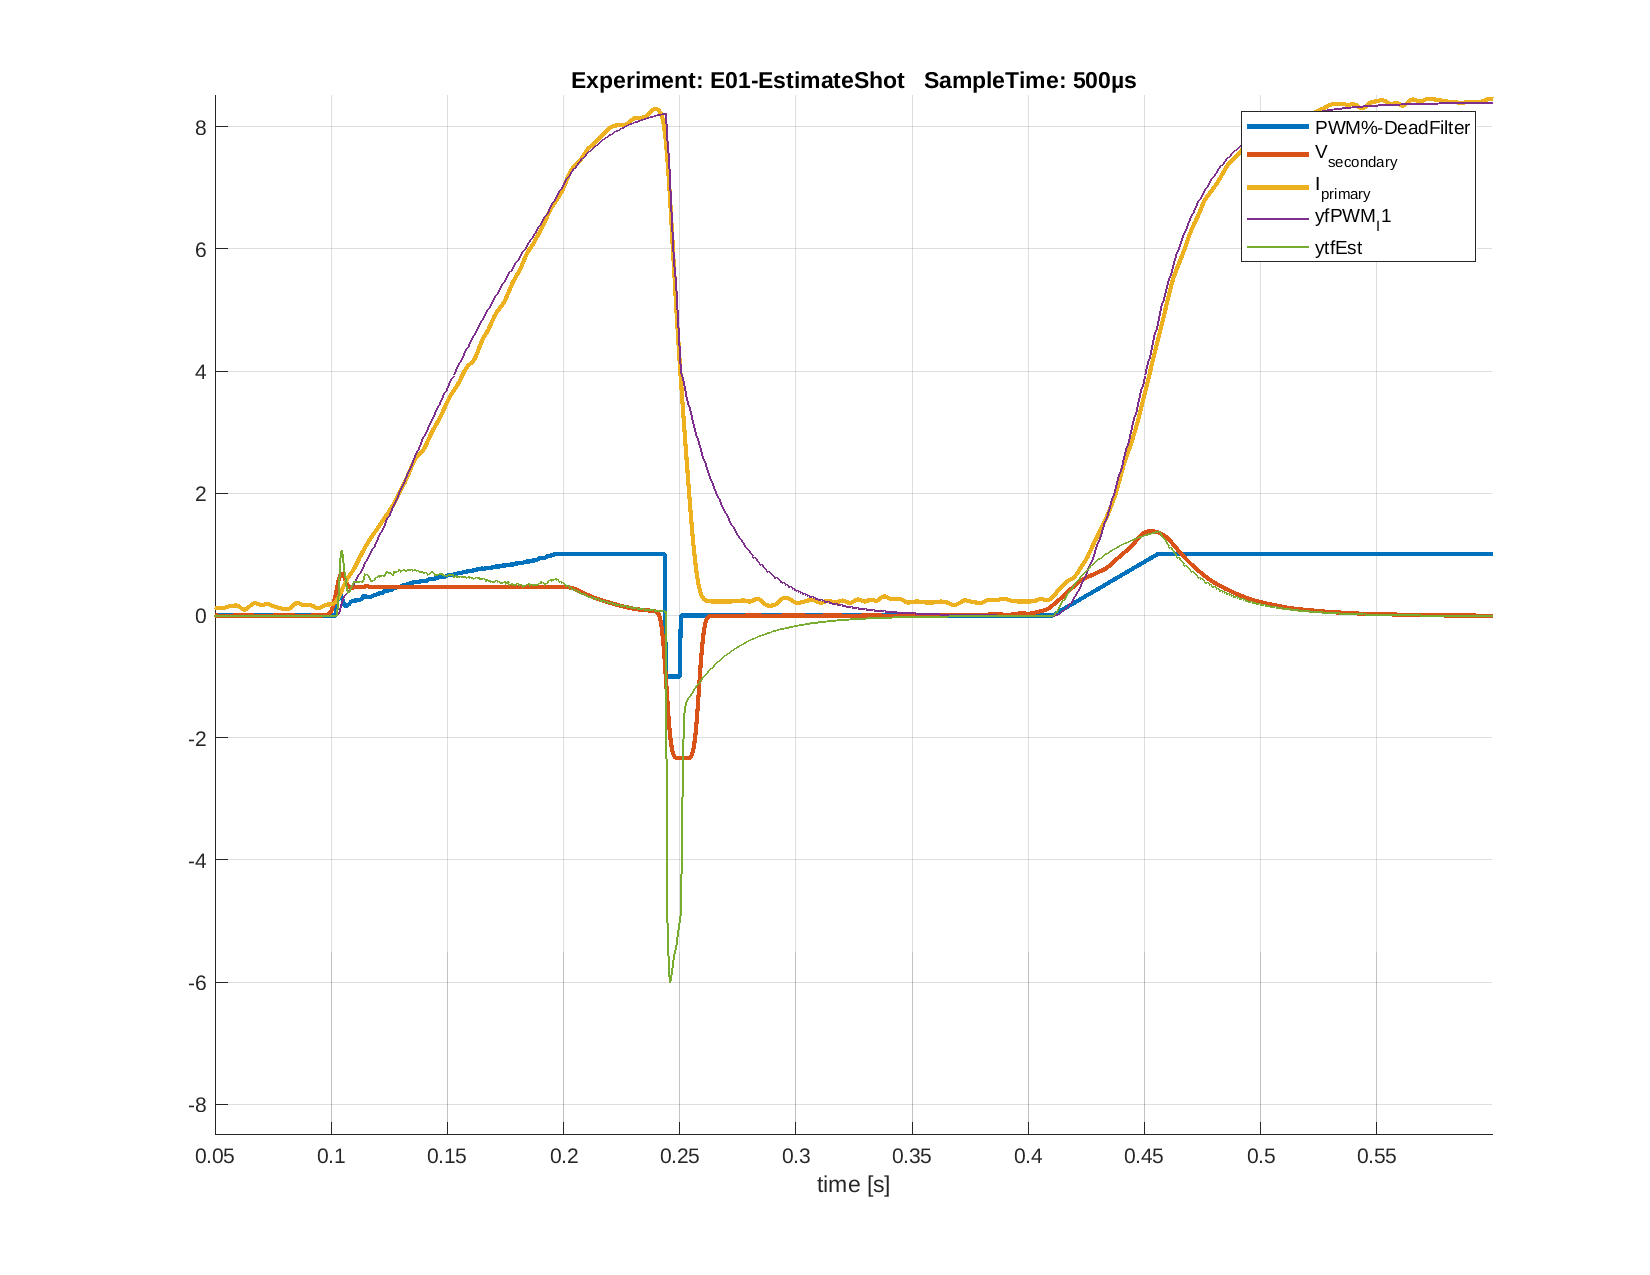 Experiment: E01-EstimateShot   SampleTime: 500µs
PWM%-DeadFilter
Vsecondary
Iprimary
yfPWMI1
ytfEst
8
6
4
2
0
-2
-4
-6
-8
0.05 0.1 0.15 0.2 0.25 0.3 0.35 0.4 0.45 0.5 0.55
time [s]